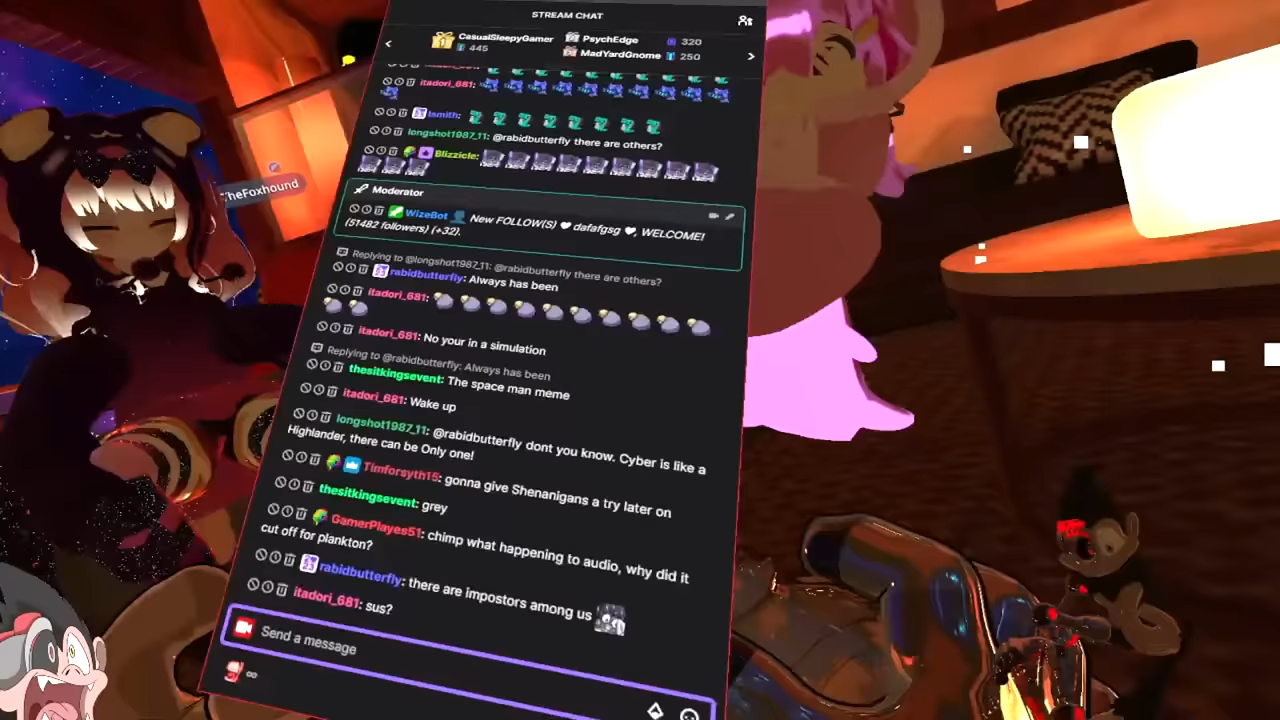 STREAM CHAT
CasualSleepyGamer
445
PsychEdge 320
MadYardGnome 250
itadori_681:
lsmith:
longshot1987_11: @rabidbutterfly there are others?
Blizzicle:
Moderator
WizeBot New FOLLOW(S) ❤ dafafgsg ❤, WELCOME!
(51482 followers) (+32).
Replying to @longshot1987_11: @rabidbutterfly there are others?
rabidbutterfly: Always has been
itadori_681:
itadori_681: No your in a simulation
Replying to @rabidbutterfly: Always has been
thesitkingsevent: The space man meme
itadori_681: Wake up
longshot1987_11: @rabidbutterfly dont you know. Cyber is like a
Highlander, there can be Only one!
Timforsyth15: gonna give Shenanigans a try later on
thesitkingsevent: grey
GamerPlayes51: chimp what happening to audio, why did it
cut off for plankton?
rabidbutterfly: there are impostors among us
itadori_681: sus?
Send a message
∞
TheFoxhound